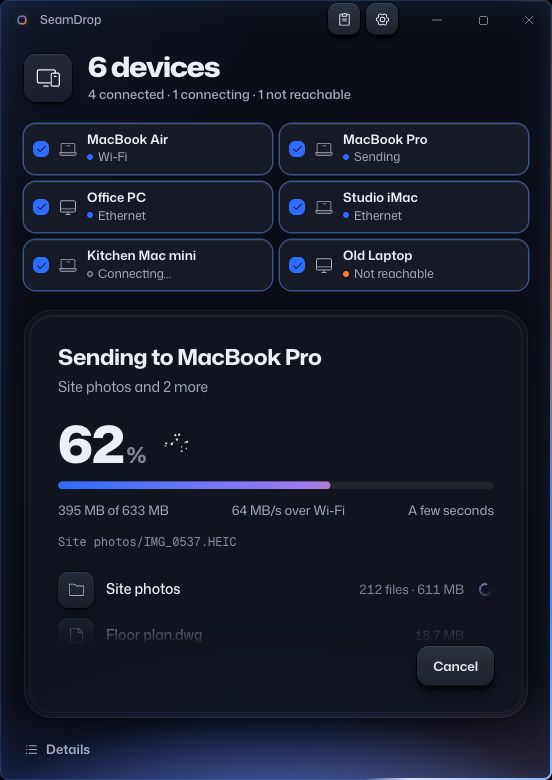 SeamDrop
6 devices
4 connected · 1 connecting · 1 not reachable
MacBook Air
Wi-Fi
MacBook Pro
Sending
Office PC
Ethernet
Studio iMac
Ethernet
Kitchen Mac mini
Connecting...
Old Laptop
Not reachable
Sending to MacBook Pro
Site photos and 2 more
62%
395 MB of 633 MB
64 MB/s over Wi-Fi
A few seconds
Site photos/IMG_0537.HEIC
Site photos
212 files · 611 MB
Floor plan.dwg
18.7 MB
Cancel
Details